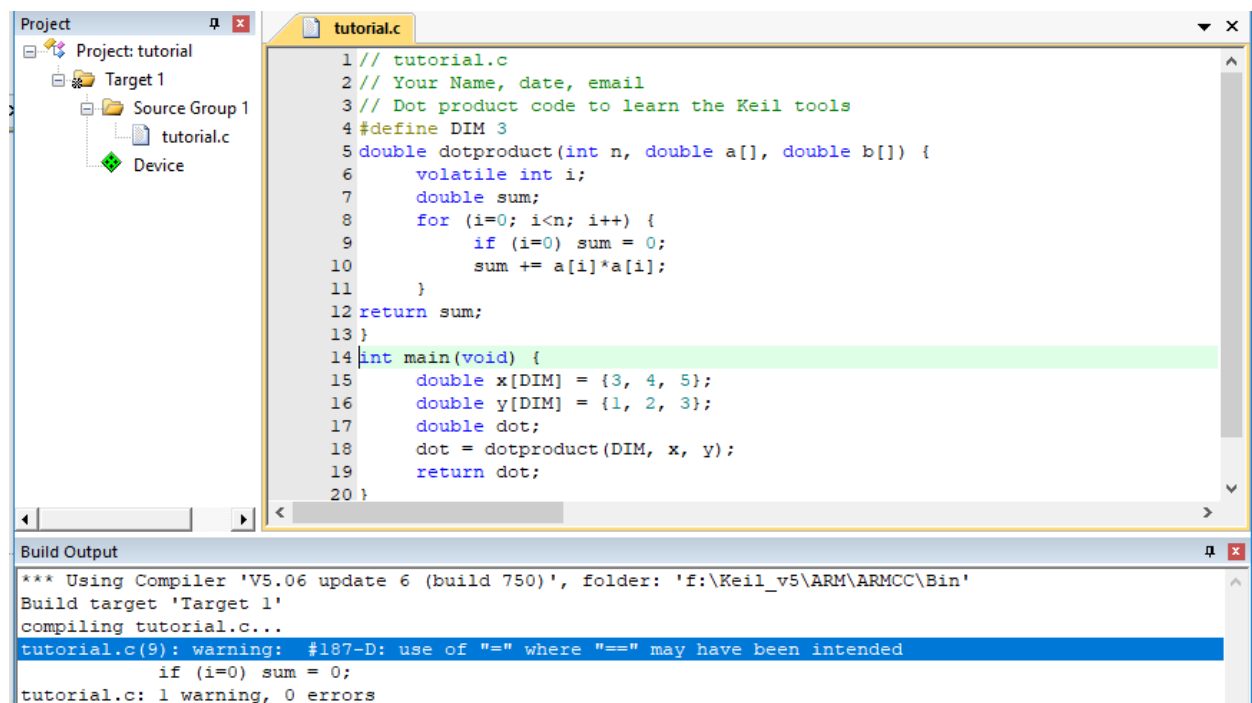 Project
Project: tutorial
Target 1
Source Group 1
tutorial.c
Device
tutorial.c
1 // tutorial.c
2 // Your Name, date, email
3 // Dot product code to learn the Keil tools
4 #define DIM 3
5 double dotproduct(int n, double a[], double b[]) {
6 volatile int i;
7 double sum;
8 for (i=0; i<n; i++) {
9 if (i=0) sum = 0;
10 sum += a[i]*a[i];
11 }
12 return sum;
13 }
14 int main(void) {
15 double x[DIM] = {3, 4, 5};
16 double y[DIM] = {1, 2, 3};
17 double dot;
18 dot = dotproduct(DIM, x, y);
19 return dot;
20 }
Build Output
*** Using Compiler 'V5.06 update 6 (build 750)', folder: 'f:\Keil_v5\ARM\ARMCC\Bin'
Build target 'Target 1'
compiling tutorial.c...
tutorial.c(9): warning:  #187-D: use of "=" where "==" may have been intended
if (i=0) sum = 0;
tutorial.c: 1 warning, 0 errors